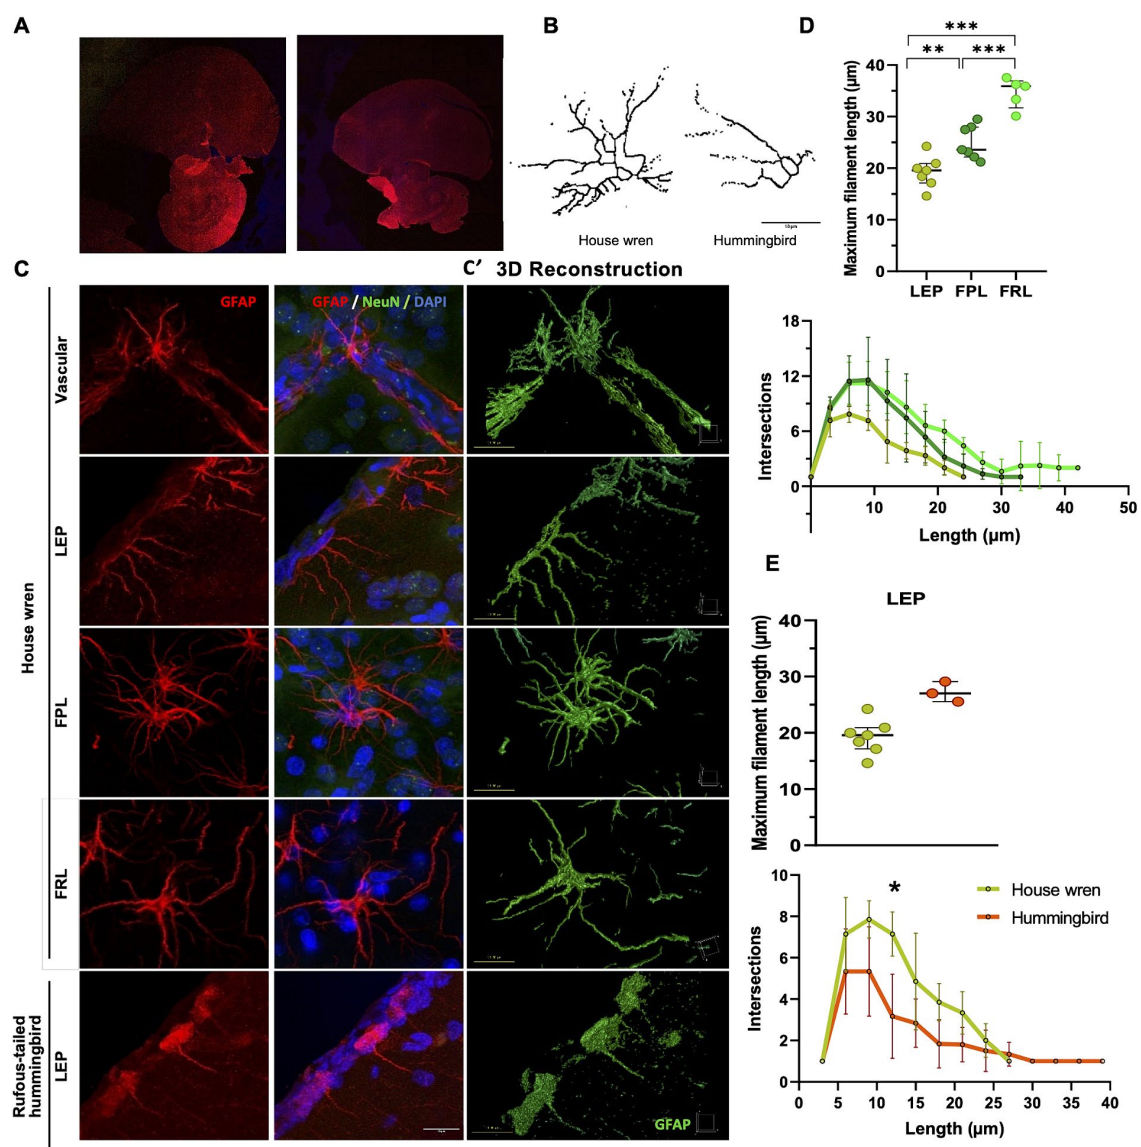 A
B
House wren
Hummingbird
10 µm
D
***
** ***
Maximum filament length (µm)
40
30
20
10
0
LEP FPL FRL
C
C′ 3D Reconstruction
GFAP
GFAP / NeuN / DAPI
Vascular
LEP
FPL
FRL
House wren
LEP
Rufous-tailed
hummingbird
GFAP
Intersections
18
12
6
0
10 20 30 40 50
Length (µm)
E
LEP
Maximum filament length (µm)
40
30
20
10
0
Intersections
10
8
6
4
2
0
*
House wren
Hummingbird
0 5 10 15 20 25 30 35 40
Length (µm)